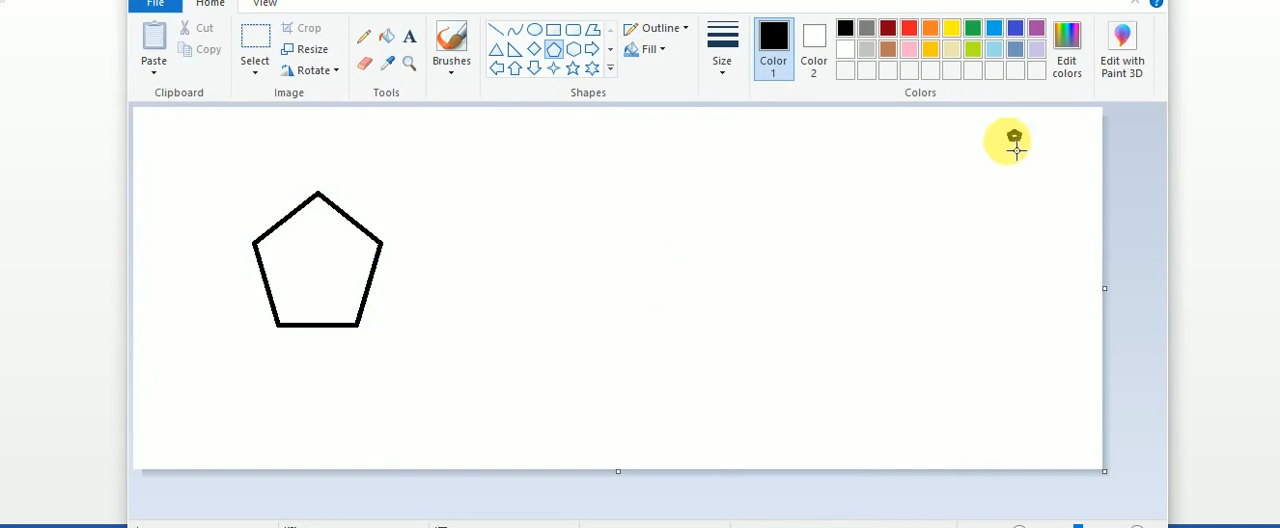 File Home View
Paste Cut Copy Clipboard
Select Crop Resize Rotate Image
A Tools
Brushes
Shapes Outline Fill
Size
Color 1 Color 2
Edit colors Colors
Edit with Paint 3D
?